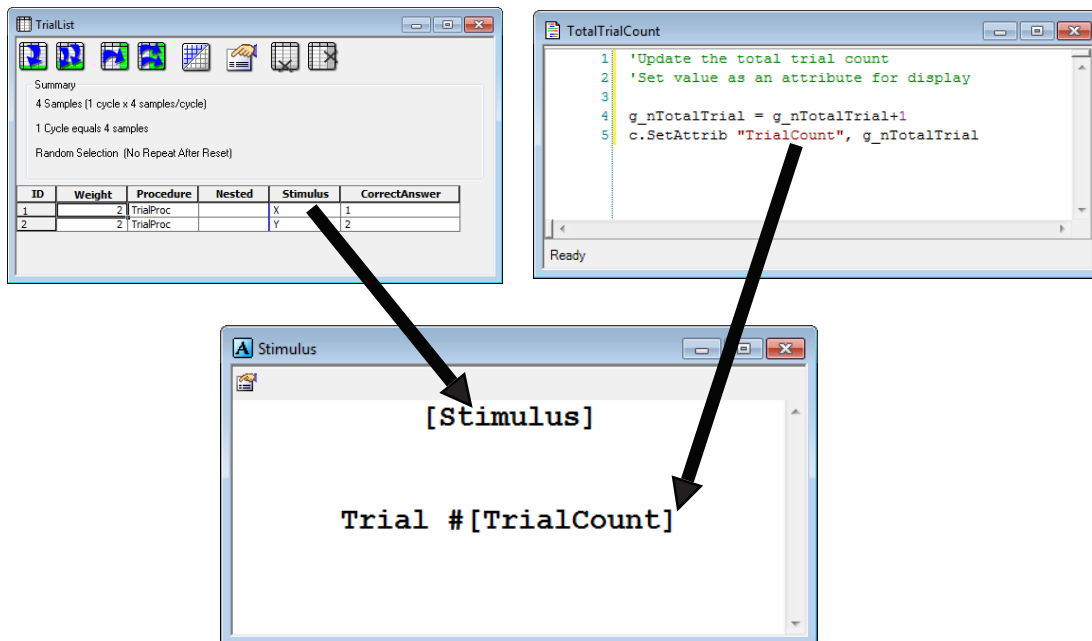 TrialList
Summary
4 Samples (1 cycle x 4 samples/cycle)
1 Cycle equals 4 samples
Random Selection (No Repeat After Reset)
ID Weight Procedure Nested Stimulus CorrectAnswer
1 2 TrialProc X 1
2 2 TrialProc Y 2
TotalTrialCount
1 'Update the total trial count
2 'Set value as an attribute for display
3
4 g_nTotalTrial = g_nTotalTrial+1
5 c.SetAttrib "TrialCount", g_nTotalTrial
Ready
A Stimulus
[Stimulus]
Trial #[TrialCount]